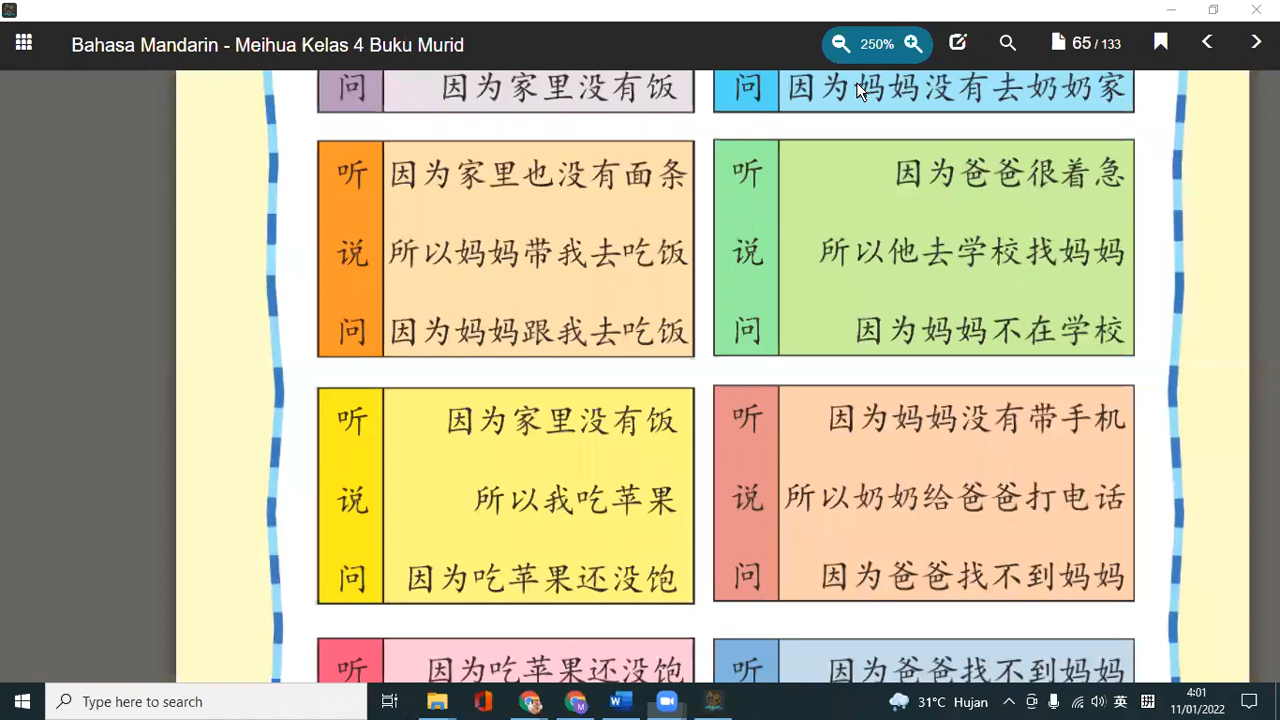 Bahasa Mandarin - Meihua Kelas 4 Buku Murid
250%
65 / 133
问 因为家里没有饭
听 因为家里也没有面条
说 所以妈妈带我去吃饭
问 因为妈妈跟我去吃饭
听 因为家里没有饭
说 所以我吃苹果
问 因为吃苹果还没饱
听 因为吃苹果还没饱
问 因为妈妈没有去奶奶家
听 因为爸爸很着急
说 所以他去学校找妈妈
问 因为妈妈不在学校
听 因为妈妈没有带手机
说 所以奶奶给爸爸打电话
问 因为爸爸找不到妈妈
听 因为爸爸找不到妈妈
Type here to search
31°C Hujan
英
拼
4:01
11/01/2022